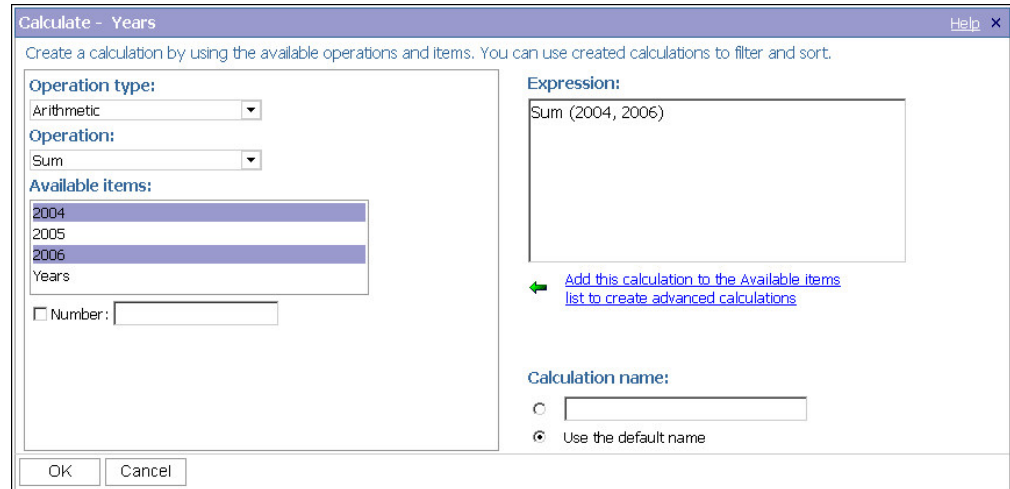 Calculate - Years
Help ×
Create a calculation by using the available operations and items. You can use created calculations to filter and sort.
Operation type:
Arithmetic
Operation:
Sum
Available items:
2004
2005
2006
Years
Number:
Expression:
Sum (2004, 2006)
Add this calculation to the Available items
list to create advanced calculations
Calculation name:
Use the default name
OK
Cancel